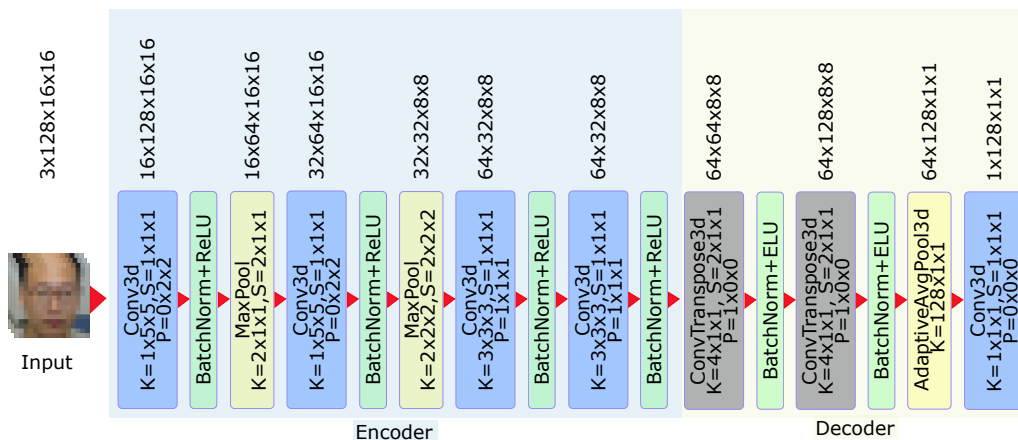 3x128x16x16
16x128x16x16
16x64x16x16
32x64x16x16
32x32x8x8
64x32x8x8
64x32x8x8
64x64x8x8
64x128x8x8
64x128x1x1
1x128x1x1
Input
Conv3d
K=1x5x5,S=1x1x1
P=0x2x2
BatchNorm+ReLU
MaxPool
K=2x1x1,S=2x1x1
Conv3d
K=1x5x5,S=1x1x1
P=0x2x2
BatchNorm+ReLU
MaxPool
K=2x2x2,S=2x2x2
Conv3d
K=3x3x3,S=1x1x1
P=1x1x1
BatchNorm+ReLU
Conv3d
K=3x3x3,S=1x1x1
P=1x1x1
BatchNorm+ReLU
ConvTranspose3d
K=4x1x1,S=2x1x1
P=1x0x0
BatchNorm+ELU
ConvTranspose3d
K=4x1x1,S=2x1x1
P=1x0x0
BatchNorm+ELU
AdaptiveAvgPool3d
K=128x1x1
Conv3d
K=1x1x1,S=1x1x1
P=0x0x0
Encoder
Decoder